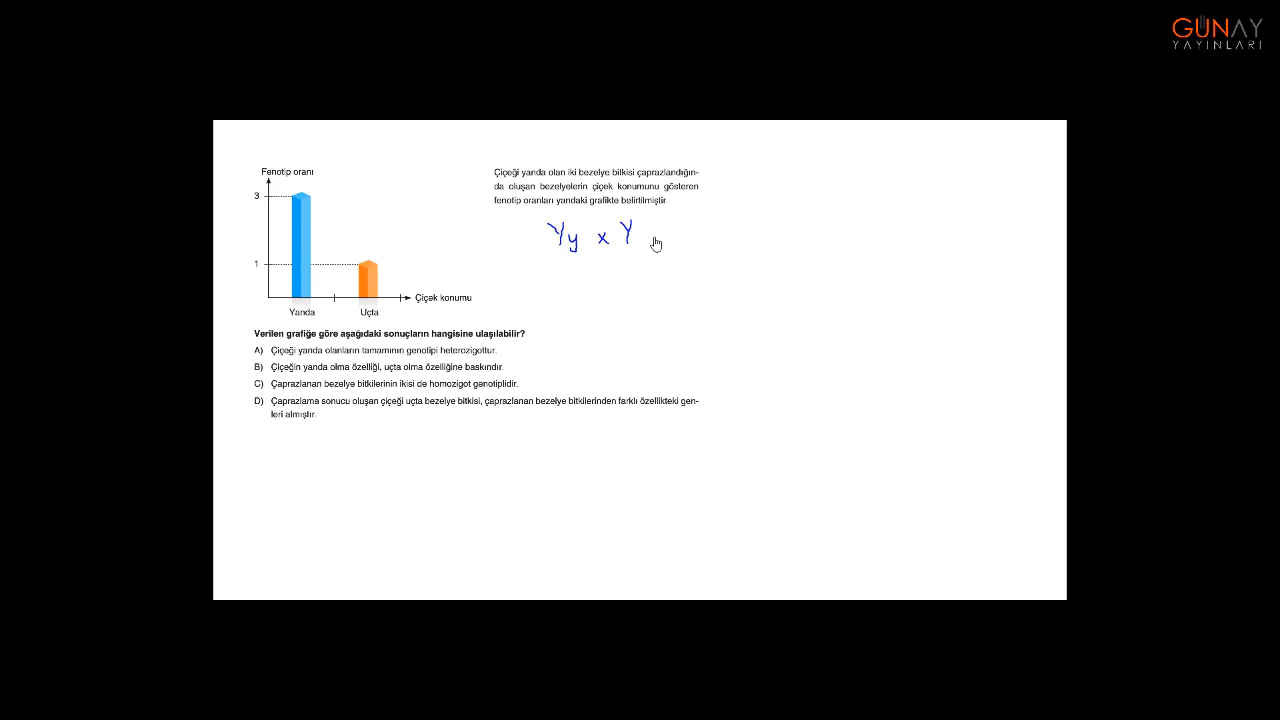 GÜNAY
YAYINLARI
Fenotip oranı
3
1
Çiçek konumu
Yanda
Uçta
Çiçeği yanda olan iki bezelye bitkisi çaprazlandığın-
da oluşan bezelyelerin çiçek konumunu gösteren
fenotip oranları yandaki grafikte belirtilmiştir.
Yy x Y
Verilen grafiğe göre aşağıdaki sonuçların hangisine ulaşılabilir?
A) Çiçeği yanda olanların tamamının genotipi heterozigottur.
B) Çiçeğin yanda olma özelliği, uçta olma özelliğine baskındır.
C) Çaprazlanan bezelye bitkilerinin ikisi de homozigot genotiplidir.
D) Çaprazlama sonucu oluşan çiçeği uçta bezelye bitkisi, çaprazlanan bezelye bitkilerinden farklı özellikteki gen-
leri almıştır.